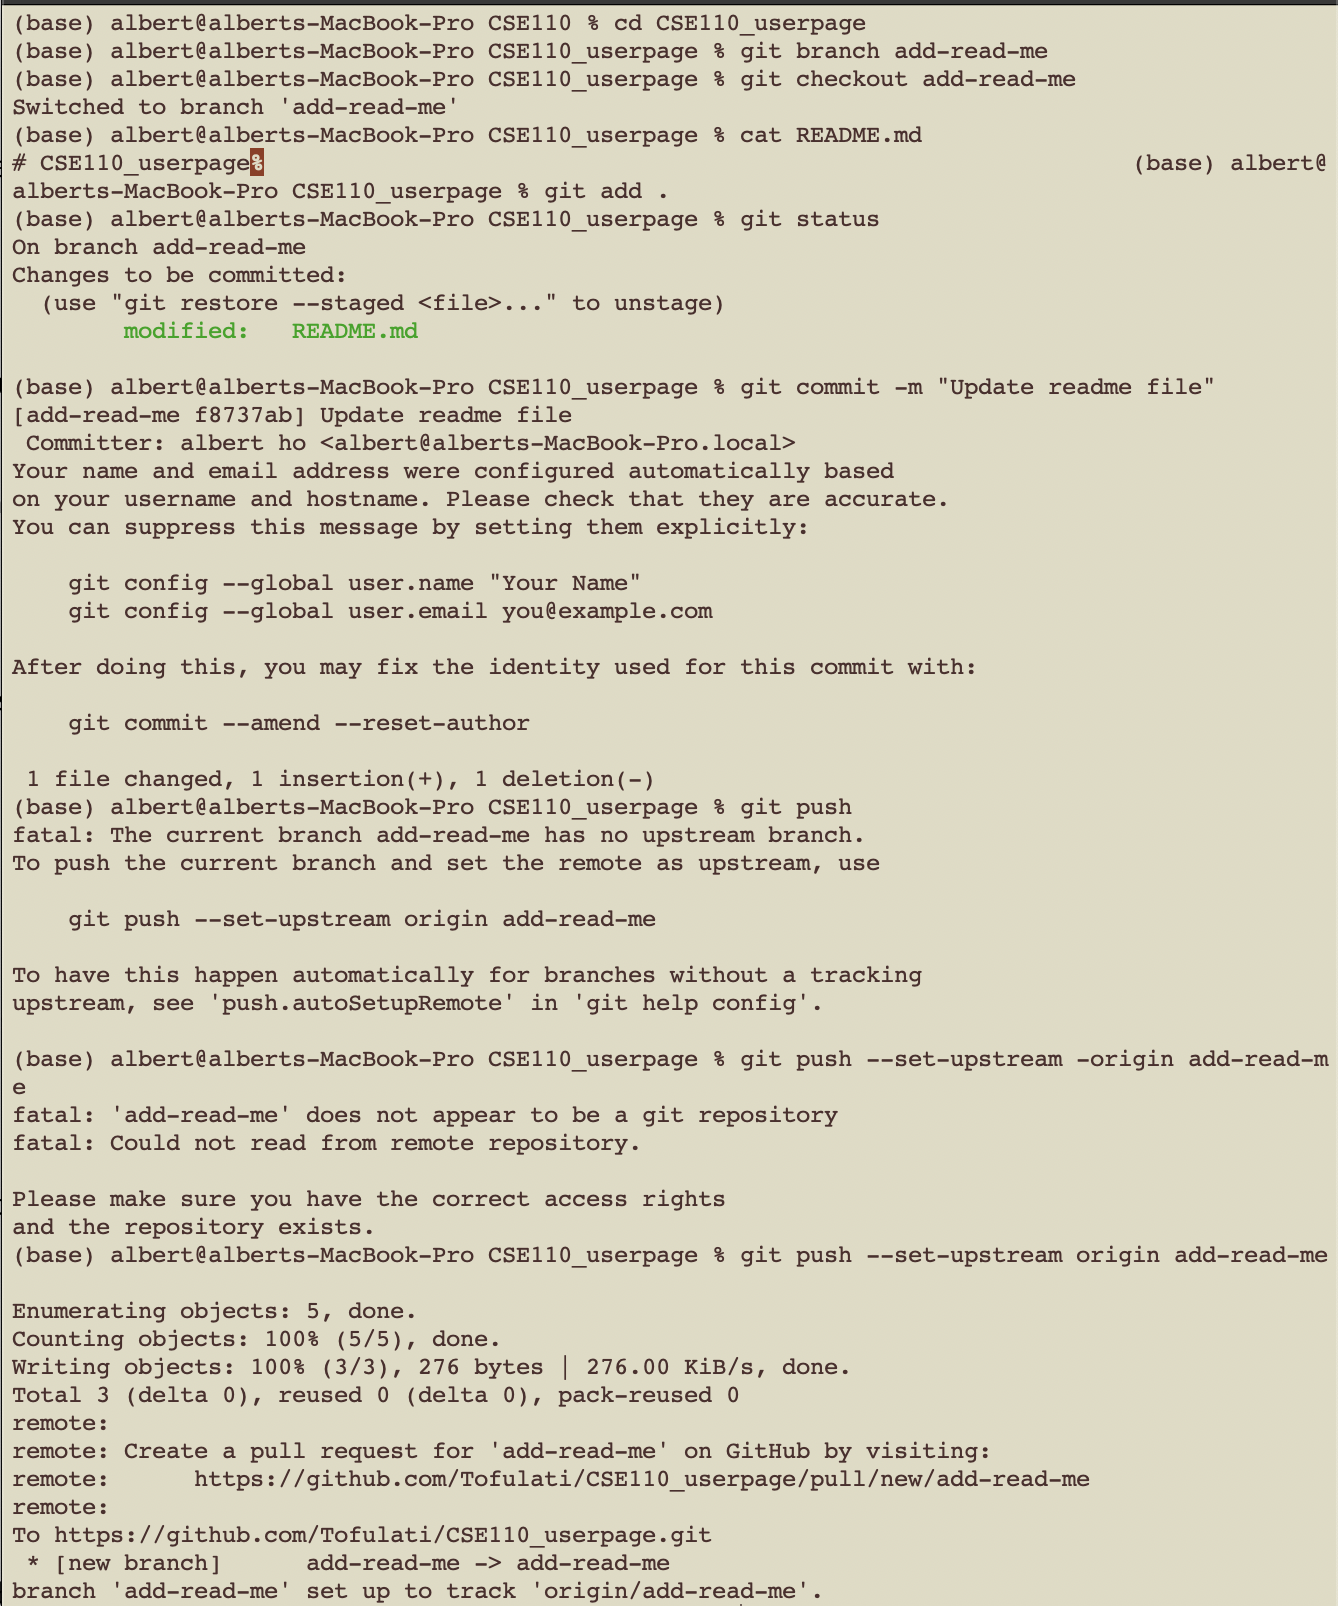 (base) albert@alberts-MacBook-Pro CSE110 % cd CSE110_userpage
(base) albert@alberts-MacBook-Pro CSE110_userpage % git branch add-read-me
(base) albert@alberts-MacBook-Pro CSE110_userpage % git checkout add-read-me
Switched to branch 'add-read-me'
(base) albert@alberts-MacBook-Pro CSE110_userpage % cat README.md
# CSE110_userpage% (base) albert@
alberts-MacBook-Pro CSE110_userpage % git add .
(base) albert@alberts-MacBook-Pro CSE110_userpage % git status
On branch add-read-me
Changes to be committed:
  (use "git restore --staged <file>..." to unstage)
        modified:   README.md

(base) albert@alberts-MacBook-Pro CSE110_userpage % git commit -m "Update readme file"
[add-read-me f8737ab] Update readme file
 Committer: albert ho <albert@alberts-MacBook-Pro.local>
Your name and email address were configured automatically based
on your username and hostname. Please check that they are accurate.
You can suppress this message by setting them explicitly:

    git config --global user.name "Your Name"
    git config --global user.email you@example.com

After doing this, you may fix the identity used for this commit with:

    git commit --amend --reset-author

 1 file changed, 1 insertion(+), 1 deletion(-)
(base) albert@alberts-MacBook-Pro CSE110_userpage % git push
fatal: The current branch add-read-me has no upstream branch.
To push the current branch and set the remote as upstream, use

    git push --set-upstream origin add-read-me

To have this happen automatically for branches without a tracking
upstream, see 'push.autoSetupRemote' in 'git help config'.

(base) albert@alberts-MacBook-Pro CSE110_userpage % git push --set-upstream -origin add-read-m
e
fatal: 'add-read-me' does not appear to be a git repository
fatal: Could not read from remote repository.

Please make sure you have the correct access rights
and the repository exists.
(base) albert@alberts-MacBook-Pro CSE110_userpage % git push --set-upstream origin add-read-me

Enumerating objects: 5, done.
Counting objects: 100% (5/5), done.
Writing objects: 100% (3/3), 276 bytes | 276.00 KiB/s, done.
Total 3 (delta 0), reused 0 (delta 0), pack-reused 0
remote:
remote: Create a pull request for 'add-read-me' on GitHub by visiting:
remote:      https://github.com/Tofulati/CSE110_userpage/pull/new/add-read-me
remote:
To https://github.com/Tofulati/CSE110_userpage.git
 * [new branch]      add-read-me -> add-read-me
branch 'add-read-me' set up to track 'origin/add-read-me'.